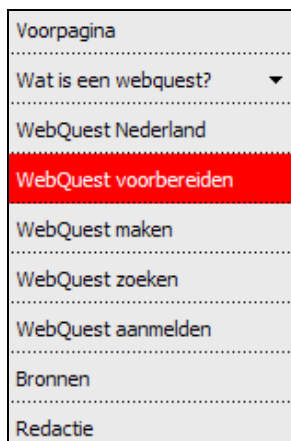 Voorpagina
Wat is een webquest?
WebQuest Nederland
WebQuest voorbereiden
WebQuest maken
WebQuest zoeken
WebQuest aanmelden
Bronnen
Redactie